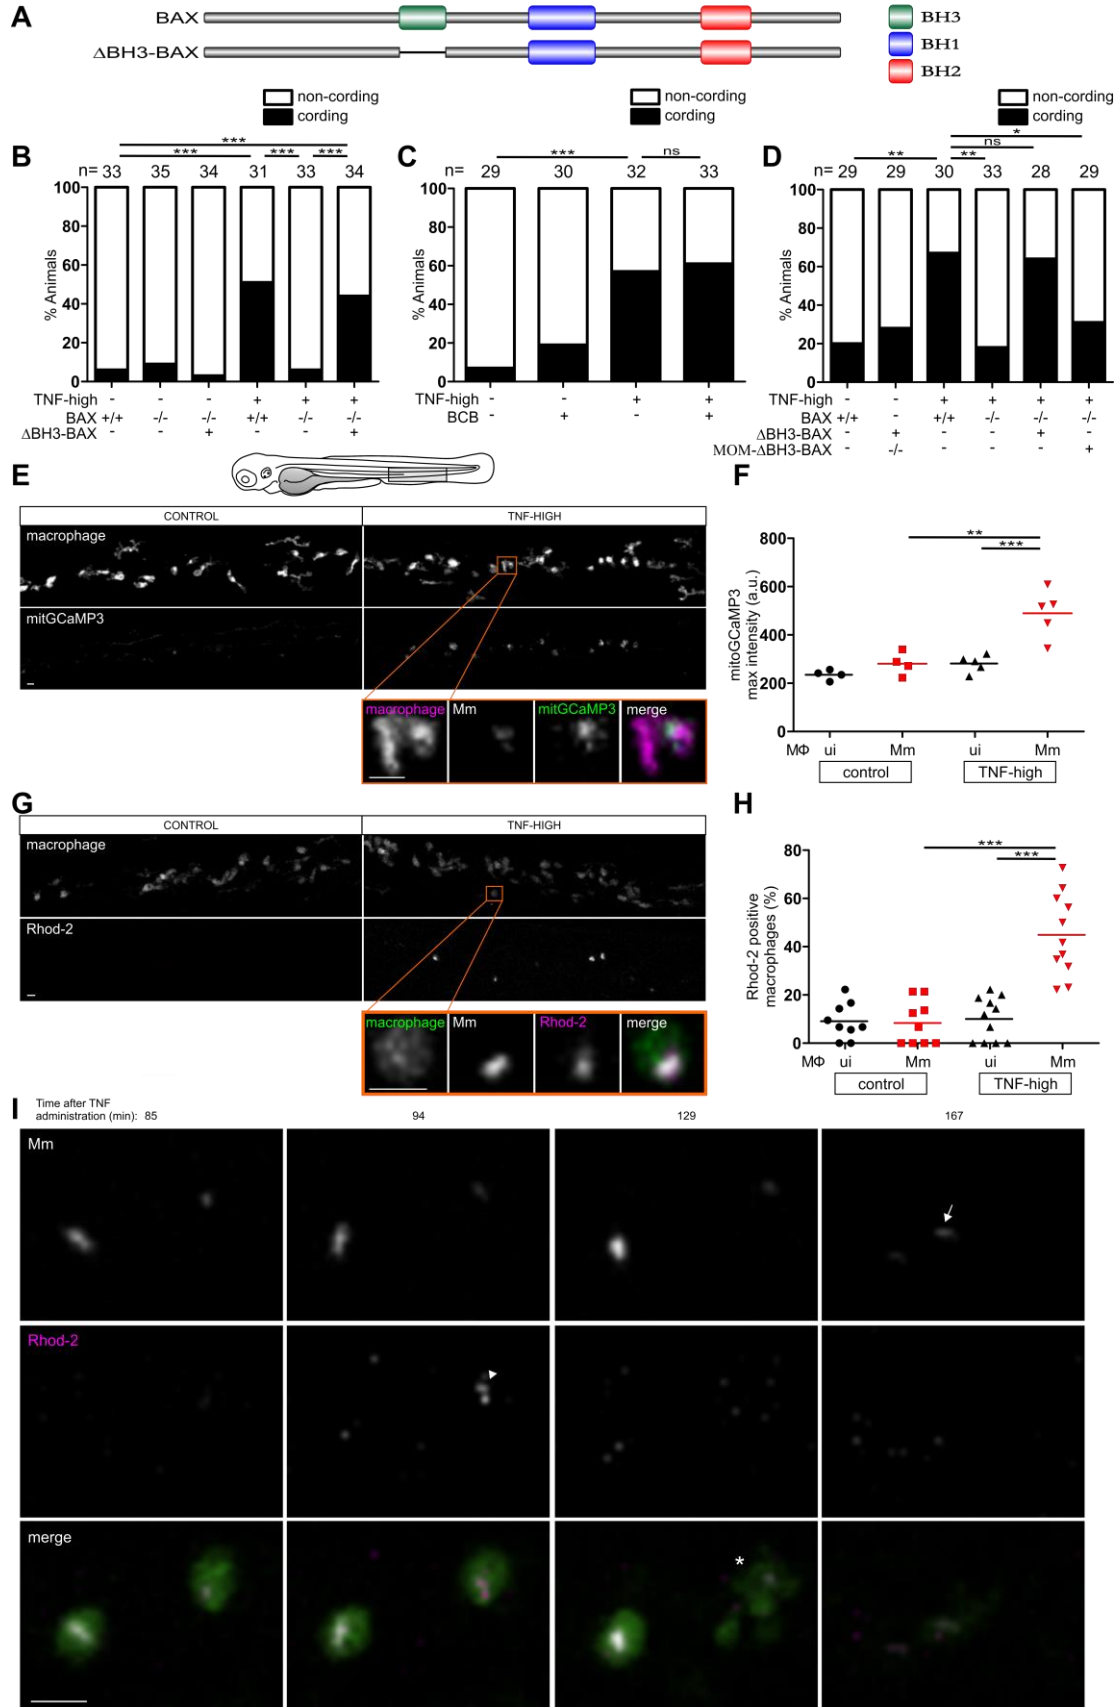 A
BAX
ΔBH3-BAX
BH3
BH1
BH2
B
non-cording
cording
***
***
***
***
n= 33 35 34 31 33 34
% Animals
100
80
60
40
20
0
TNF-high - - - + + +
BAX +/+ -/- -/- +/+ -/- -/-
ΔBH3-BAX - - + - - +
C
non-cording
cording
***
ns
n= 29 30 32 33
% Animals
100
80
60
40
20
0
TNF-high - - + +
BCB - + - +
D
non-cording
cording
*
ns
**
**
n= 29 29 30 33 28 29
% Animals
100
80
60
40
20
0
TNF-high - - + + + +
BAX +/+ - +/+ -/- -/- -/-
ΔBH3-BAX - + - - + -
MOM-ΔBH3-BAX - -/- - - - +
E
CONTROL
TNF-HIGH
macrophage
mitGCaMP3
macrophage
Mm
mitGCaMP3
merge
F
**
***
mitoGCaMP3
max intensity (a.u.)
800
600
400
200
0
MΦ ui Mm ui Mm
control
TNF-high
G
CONTROL
TNF-HIGH
macrophage
Rhod-2
macrophage
Mm
Rhod-2
merge
H
***
***
Rhod-2 positive
macrophages (%)
80
60
40
20
0
MΦ ui Mm ui Mm
control
TNF-high
I
Time after TNF
administration (min): 85 94 129 167
Mm
Rhod-2
merge
*